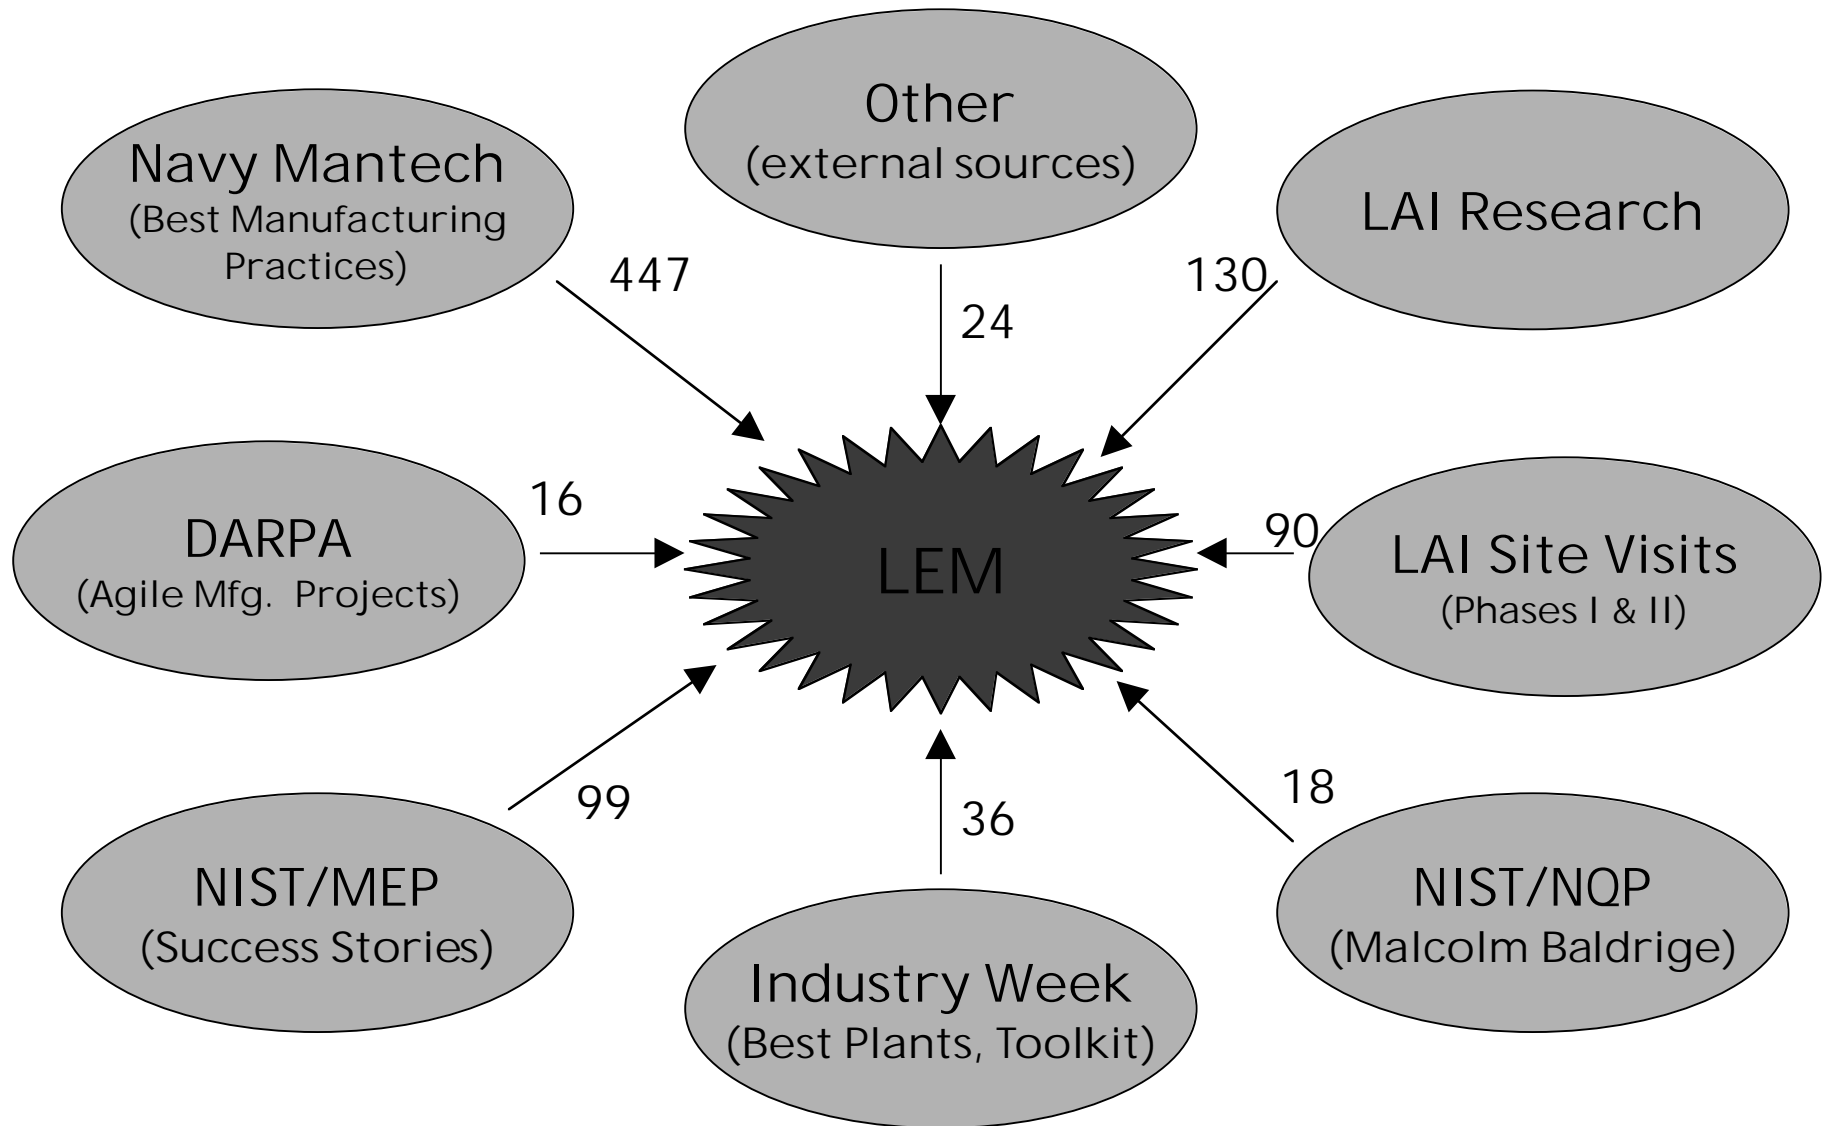 Other
(external sources)
Navy Mantech
(Best Manufacturing
Practices)
LAI Research
447
130
24
16
DARPA
(Agile Mfg. Projects)
LEM
90
LAI Site Visits
(Phases I & II)
99
36
18
NIST/MEP
(Success Stories)
NIST/NQP
(Malcolm Baldrige)
Industry Week
(Best Plants, Toolkit)